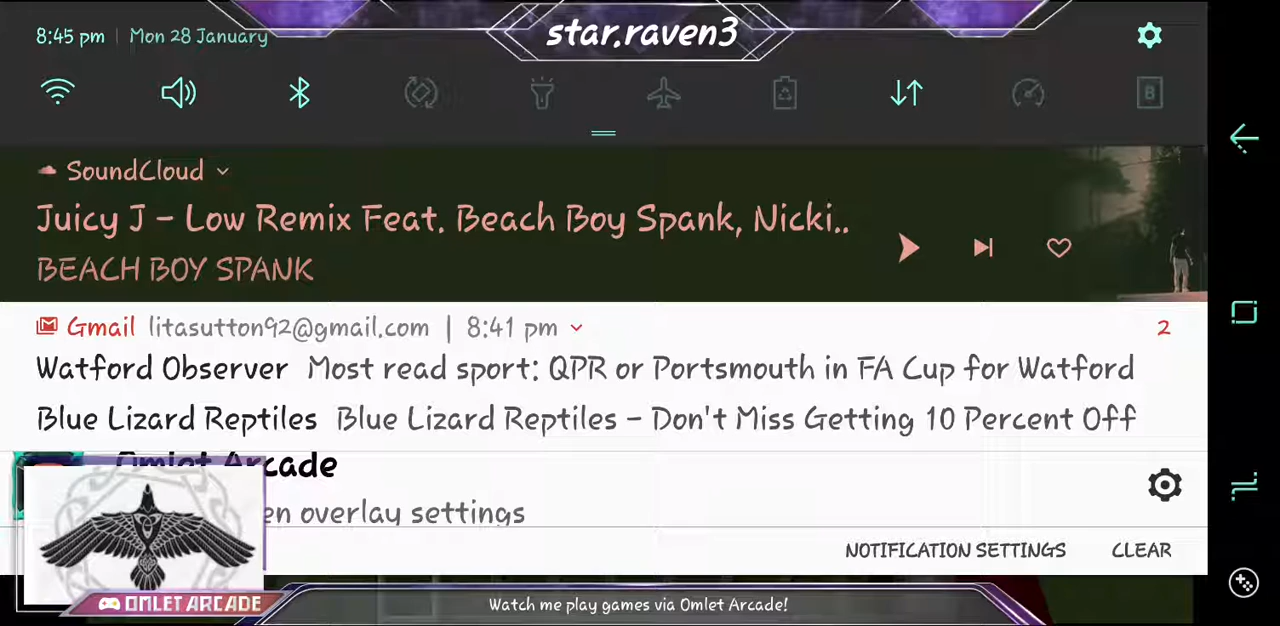 8:45 pm | Mon 28 January
star.raven3
B
SoundCloud
Juicy J - Low Remix Feat. Beach Boy Spank, Nicki..
BEACH BOY SPANK
Gmail litasutton92@gmail.com | 8:41 pm
2
Watford Observer Most read sport: QPR or Portsmouth in FA Cup for Watford
Blue Lizard Reptiles Blue Lizard Reptiles - Don't Miss Getting 10 Percent Off
Omlet Arcade
en overlay settings
NOTIFICATION SETTINGS CLEAR
OMLET ARCADE
Watch me play games via Omlet Arcade!